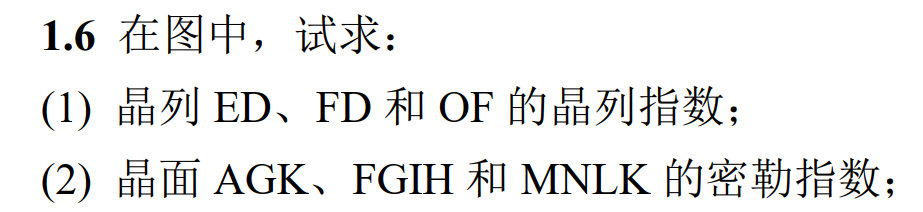 1.6 在图中，试求：
(1) 晶列 ED、FD 和 OF 的晶列指数；
(2) 晶面 AGK、FGIH 和 MNLK 的密勒指数；